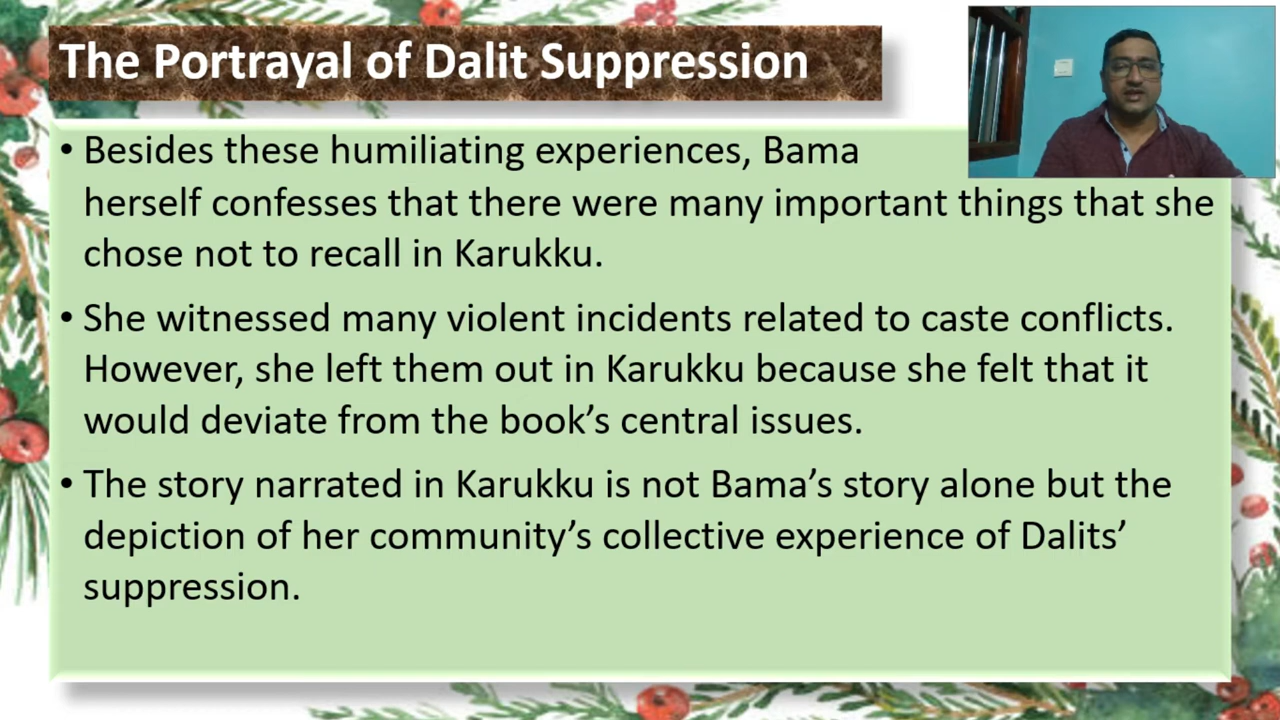 The Portrayal of Dalit Suppression
• Besides these humiliating experiences, Bama
herself confesses that there were many important things that she
chose not to recall in Karukku.
• She witnessed many violent incidents related to caste conflicts.
However, she left them out in Karukku because she felt that it
would deviate from the book’s central issues.
• The story narrated in Karukku is not Bama’s story alone but the
depiction of her community’s collective experience of Dalits’
suppression.